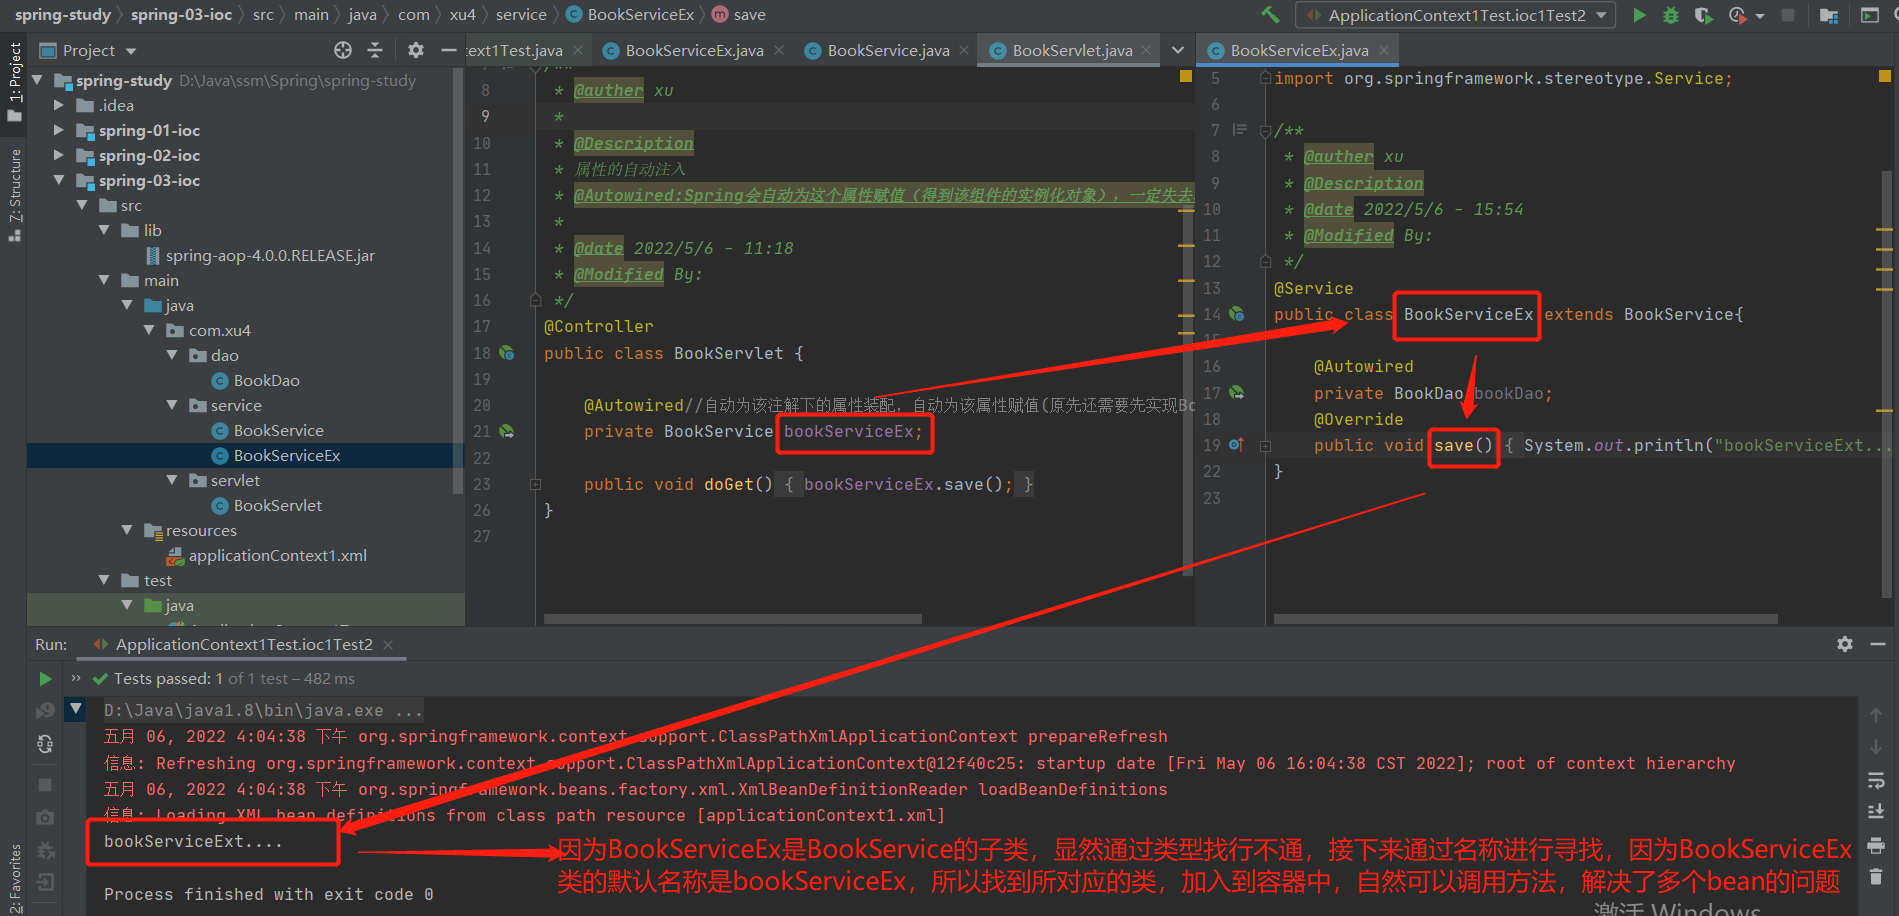 spring-study 〉 spring-03-ioc 〉 src 〉 main 〉 java 〉 com 〉 xu4 〉 service 〉 BookServiceEx 〉 save
ApplicationContext1Test.ioc1Test2
1: Project
7: Structure
2: Favorites
Project
spring-study D:\Java\ssm\Spring\spring-study
.idea
spring-01-ioc
spring-02-ioc
spring-03-ioc
src
lib
spring-aop-4.0.0.RELEASE.jar
main
java
com.xu4
dao
BookDao
service
BookService
BookServiceEx
servlet
BookServlet
resources
applicationContext1.xml
test
java
text1Test.java BookServiceEx.java BookService.java BookServlet.java
8 * @auther xu
9 *
10 * @Description
11 * 属性的自动注入
12 * @Autowired:Spring会自动为这个属性赋值（得到该组件的实例化对象），一定失去
13 *
14 * @date 2022/5/6 - 11:18
15 * @Modified By:
16 */
17 @Controller
18 public class BookServlet {
19
20 @Autowired//自动为该注解下的属性装配，自动为该属性赋值(原先还需要先实现Bo
21 private BookService bookServiceEx;
22
23 public void doGet() { bookServiceEx.save(); }
26 }
27
BookServiceEx.java
5 import org.springframework.stereotype.Service;
6
7 /**
8 * @auther xu
9 * @Description
10 * @date 2022/5/6 - 15:54
11 * @Modified By:
12 */
13 @Service
14 public class BookServiceEx extends BookService{
16 @Autowired
17 private BookDao bookDao;
18 @Override
19 public void save() { System.out.println("bookServiceExt...
22 }
23
Run: ApplicationContext1Test.ioc1Test2
Tests passed: 1 of 1 test – 482 ms
D:\Java\java1.8\bin\java.exe ...
五月 06, 2022 4:04:38 下午 org.springframework.context.support.ClassPathXmlApplicationContext prepareRefresh
信息: Refreshing org.springframework.context.support.ClassPathXmlApplicationContext@12f40c25: startup date [Fri May 06 16:04:38 CST 2022]; root of context hierarchy
五月 06, 2022 4:04:38 下午 org.springframework.beans.factory.xml.XmlBeanDefinitionReader loadBeanDefinitions
信息: Loading XML bean definitions from class path resource [applicationContext1.xml]
bookServiceExt....
Process finished with exit code 0
因为BookServiceEx是BookService的子类，显然通过类型找行不通，接下来通过名称进行寻找，因为BookServiceEx
类的默认名称是bookServiceEx，所以找到所对应的类，加入到容器中，自然可以调用方法，解决了多个bean的问题
激活 Windows